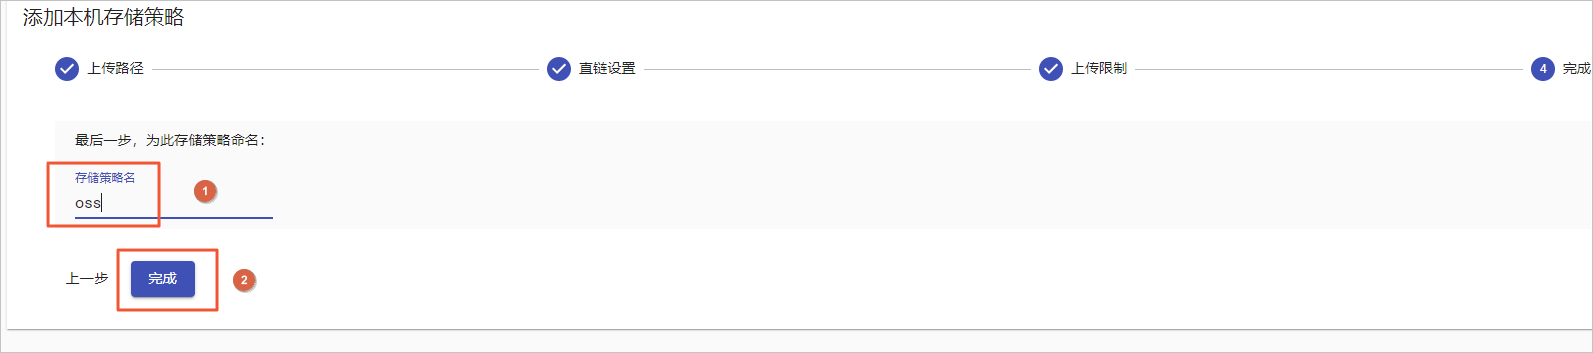 添加本机存储策略
上传路径
直链设置
上传限制
4 完成
最后一步，为此存储策略命名：
存储策略名
oss
1
上一步
完成
2